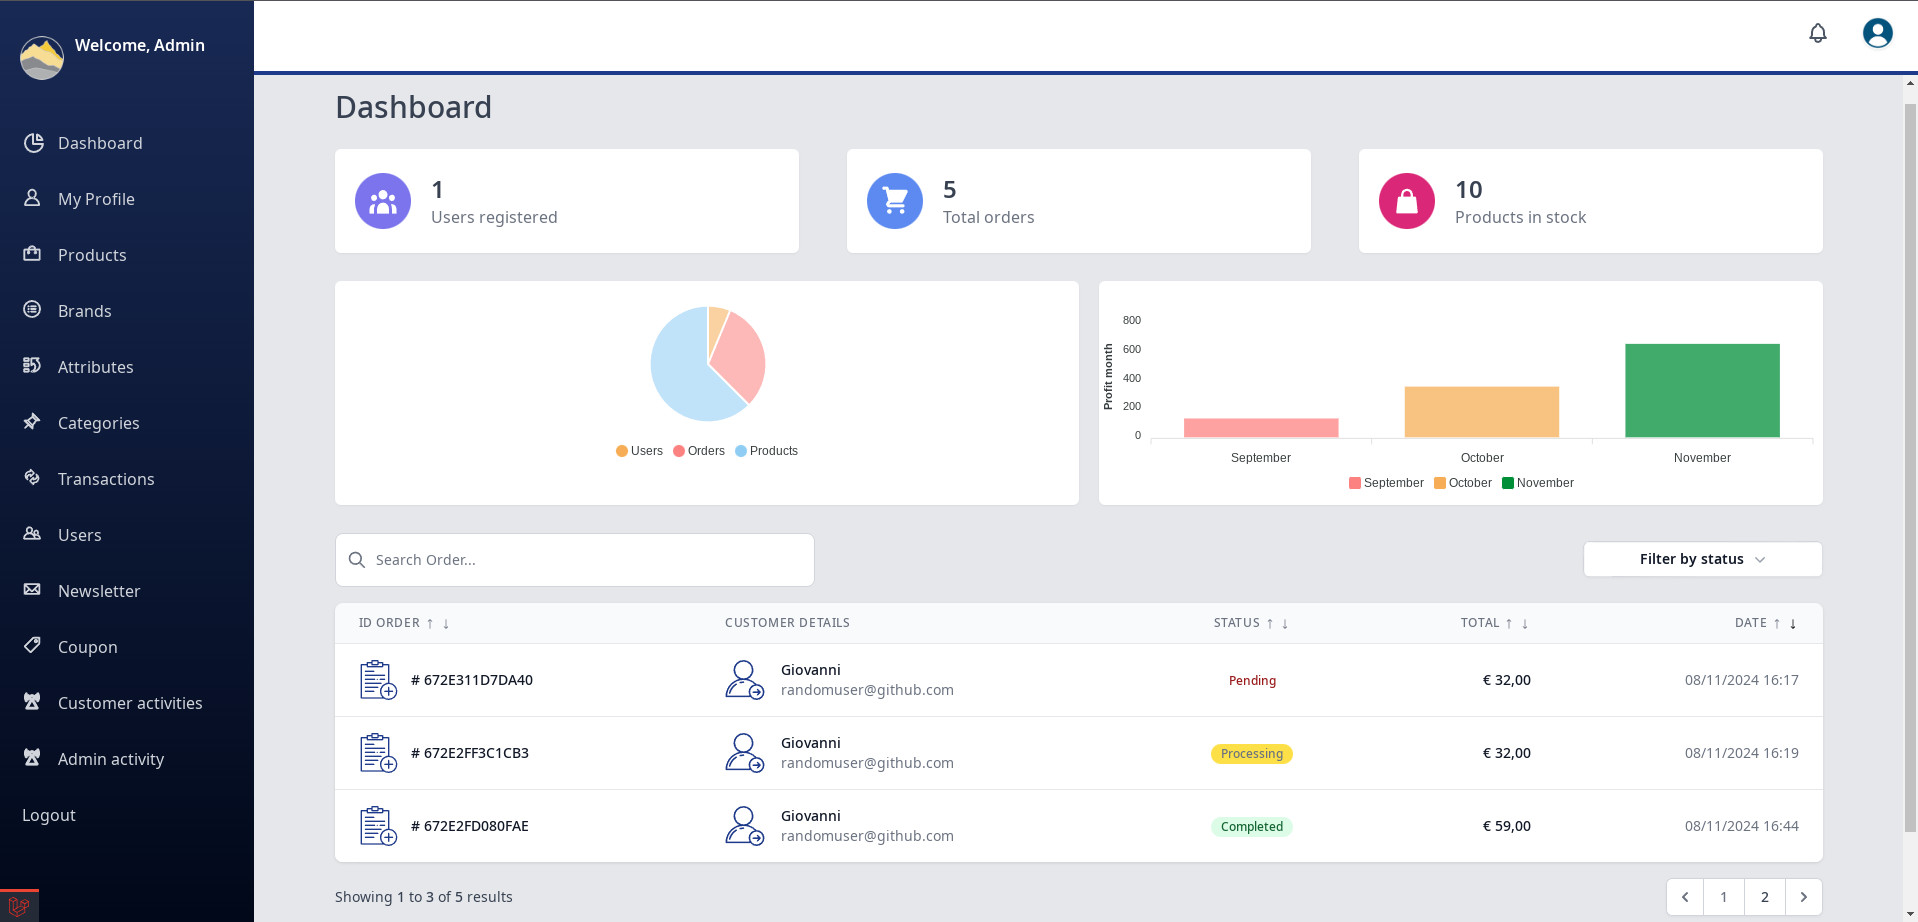 Welcome, Admin
Dashboard
My Profile
Products
Brands
Attributes
Categories
Transactions
Users
Newsletter
Coupon
Customer activities
Admin activity
Logout
Dashboard
1
Users registered
5
Total orders
10
Products in stock
Users Orders Products
Profit month
800
600
400
200
0
September October November
September October November
Search Order...
Filter by status
ID ORDER ↑ ↓ CUSTOMER DETAILS STATUS ↑ ↓ TOTAL ↑ ↓ DATE ↑ ↓
# 672E311D7DA40 Giovanni Pending € 32,00 08/11/2024 16:17
randomuser@github.com
# 672E2FF3C1CB3 Giovanni Processing € 32,00 08/11/2024 16:19
randomuser@github.com
# 672E2FD080FAE Giovanni Completed € 59,00 08/11/2024 16:44
randomuser@github.com
Showing 1 to 3 of 5 results
1 2